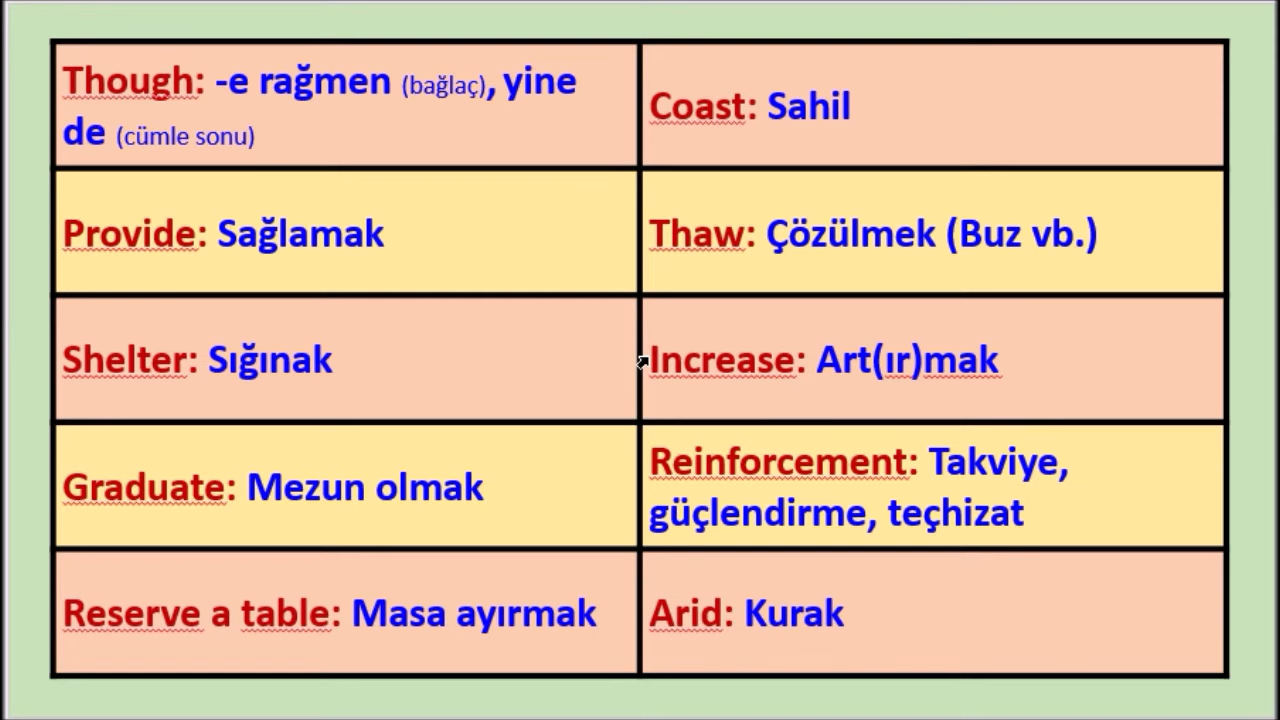 Though: -e rağmen (bağlaç), yine
de (cümle sonu)
Coast: Sahil
Provide: Sağlamak
Thaw: Çözülmek (Buz vb.)
Shelter: Sığınak
Increase: Art(ır)mak
Graduate: Mezun olmak
Reinforcement: Takviye,
güçlendirme, teçhizat
Reserve a table: Masa ayırmak
Arid: Kurak